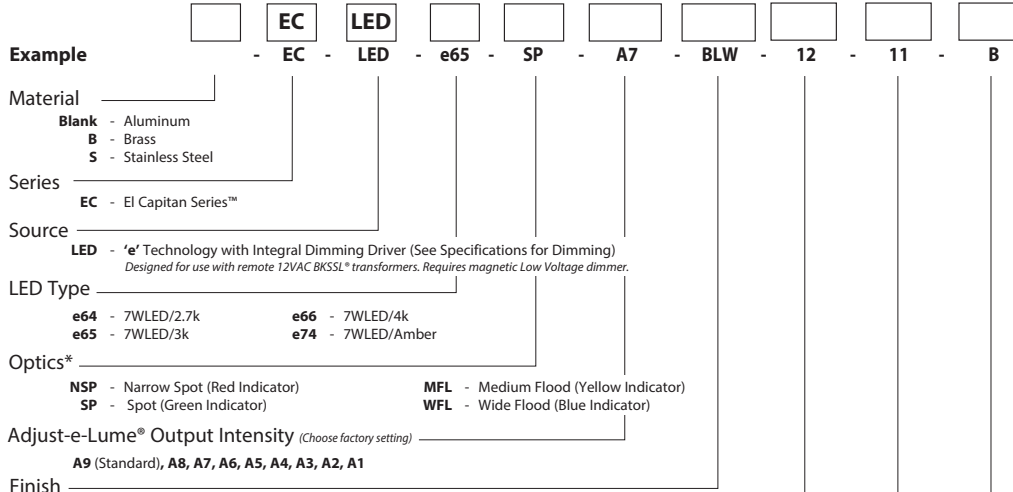 EC LED
Example - EC - LED - e65 - SP - A7 - BLW - 12 - 11 - B
Material
Blank - Aluminum
B - Brass
S - Stainless Steel
Series
EC - El Capitan Series™
Source
LED - 'e' Technology with Integral Dimming Driver (See Specifications for Dimming)
Designed for use with remote 12VAC BKSSL® transformers. Requires magnetic Low Voltage dimmer.
LED Type
e64 - 7WLED/2.7k e66 - 7WLED/4k
e65 - 7WLED/3k e74 - 7WLED/Amber
Optics*
NSP - Narrow Spot (Red Indicator) MFL - Medium Flood (Yellow Indicator)
SP - Spot (Green Indicator) WFL - Wide Flood (Blue Indicator)
Adjust-e-Lume® Output Intensity (Choose factory setting)
A9 (Standard), A8, A7, A6, A5, A4, A3, A2, A1
Finish